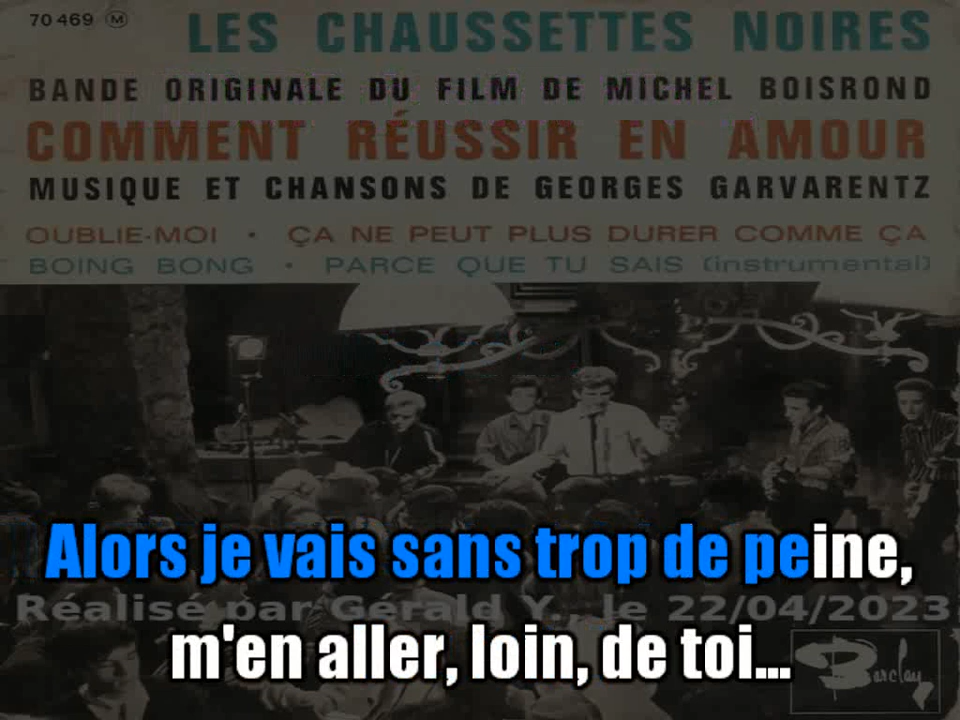 70 469 M
LES CHAUSSETTES NOIRES
BANDE ORIGINALE DU FILM DE MICHEL BOISROND
COMMENT RÉUSSIR EN AMOUR
MUSIQUE ET CHANSONS DE GEORGES GARVARENTZ
OUBLIE-MOI • ÇA NE PEUT PLUS DURER COMME ÇA
BOING BONG • PARCE QUE TU SAIS (instrumental)
Alors je vais sans trop de peine,
Réalisé par Gérald Y., le 22/04/2023
m'en aller, loin, de toi...
Barclay